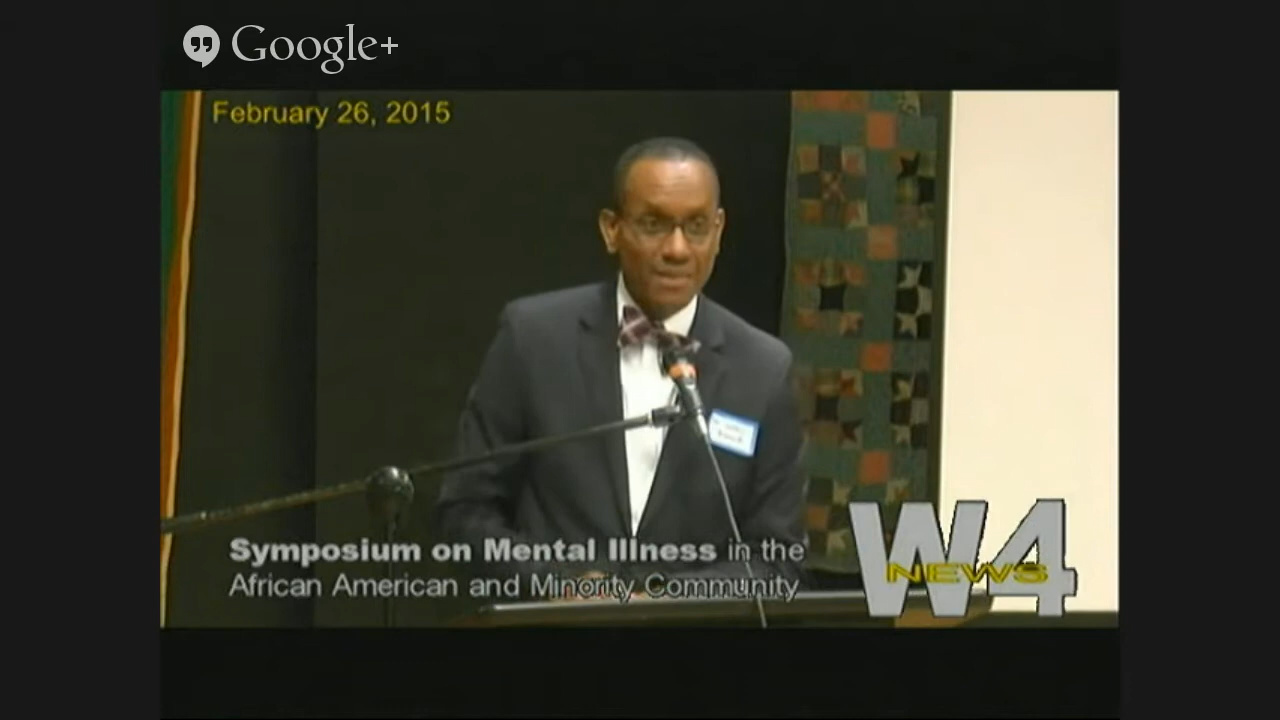 Google+
February 26, 2015
Symposium on Mental Illness in the
African American and Minority Community
W4
NEWS